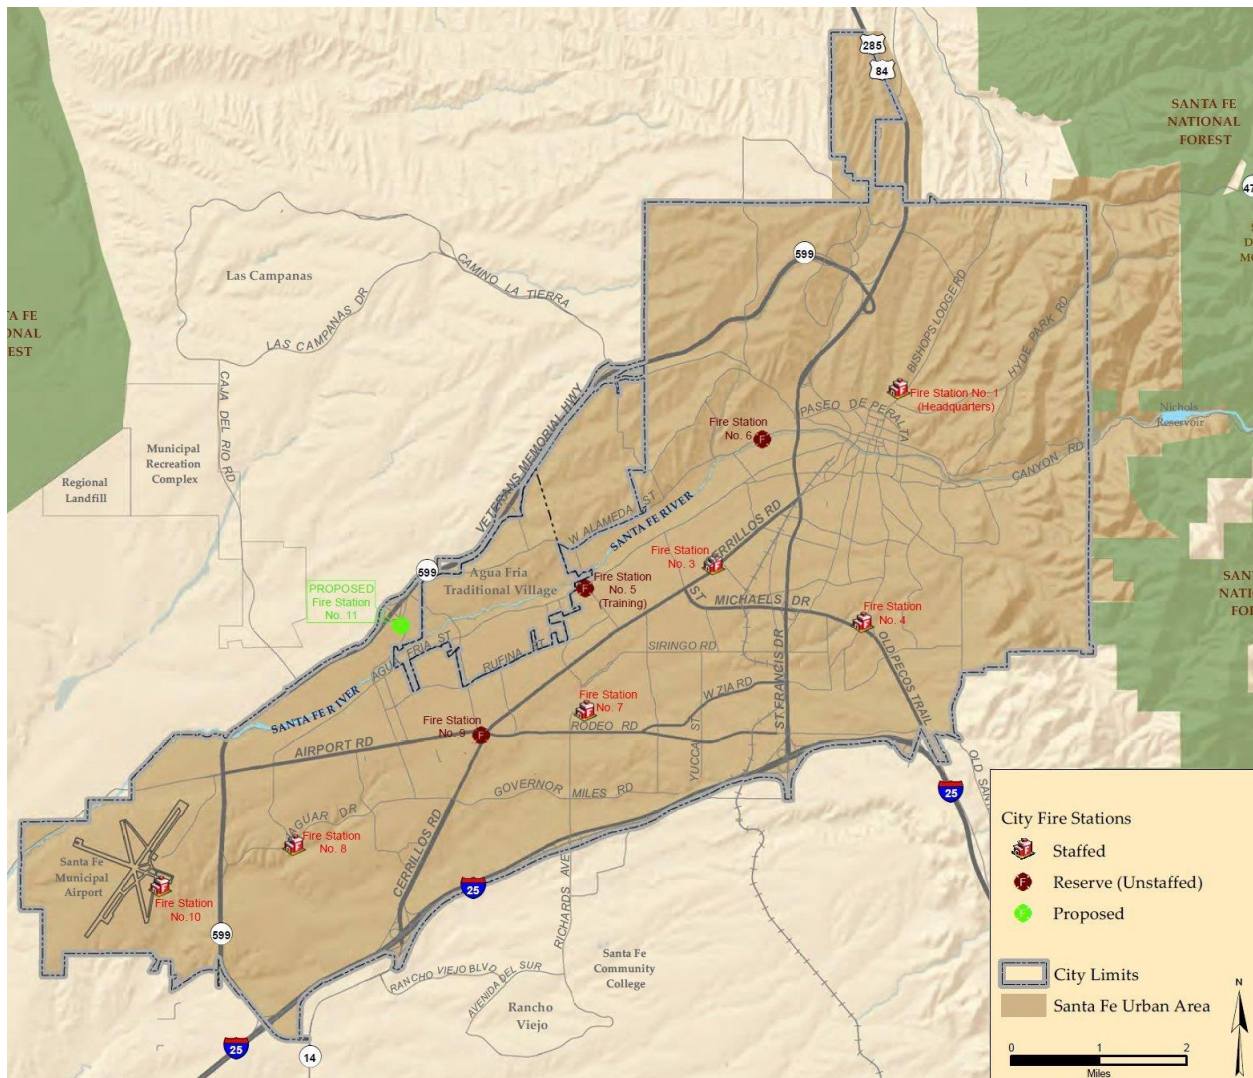 285
84
SANTA FE
NATIONAL
FOREST
599
CAMINO LA TIERRA
Las Campanas
LAS CAMPANAS DR
BISHOPS LODGE RD
HYDE PARK RD
CAJA DEL RIO RD
VETERANS MEMORIAL HWY
Fire Station No. 1
(Headquarters)
PASEO DE PERALTA
Nichols
Reservoir
Fire Station
No. 6
CANYON RD
Municipal
Recreation
Complex
Regional
Landfill
W ALAMEDA ST
SANTA FE RIVER
CERRILLOS RD
Fire Station
No. 3
599
Agua Fria
Traditional Village
Fire Station
No. 5
(Training)
PROPOSED
Fire Station
No. 11
ST MICHAELS DR
Fire Station
No. 4
AGUA FRIA ST
RUFINA
SIRINGO RD
OLD PECOS TRAIL
ST. FRANCIS DR
W ZIA RD
Fire Station
No. 7
SANTA FE RIVER
Fire Station
No. 9
RODEO RD
AIRPORT RD
YUCCA ST
GOVERNOR MILES RD
25
JAGUAR DR
Fire Station
No. 8
CERRILLOS RD
Santa Fe
Municipal
Airport
Fire Station
No.10
25
RICHARDS AVE
599
Santa Fe
Community
College
RANCHO VIEJO BLVD
AVENIDA DEL SUR
Rancho
Viejo
25
14
City Fire Stations
Staffed
Reserve (Unstaffed)
Proposed
City Limits
Santa Fe Urban Area
N
0
1
2
Miles